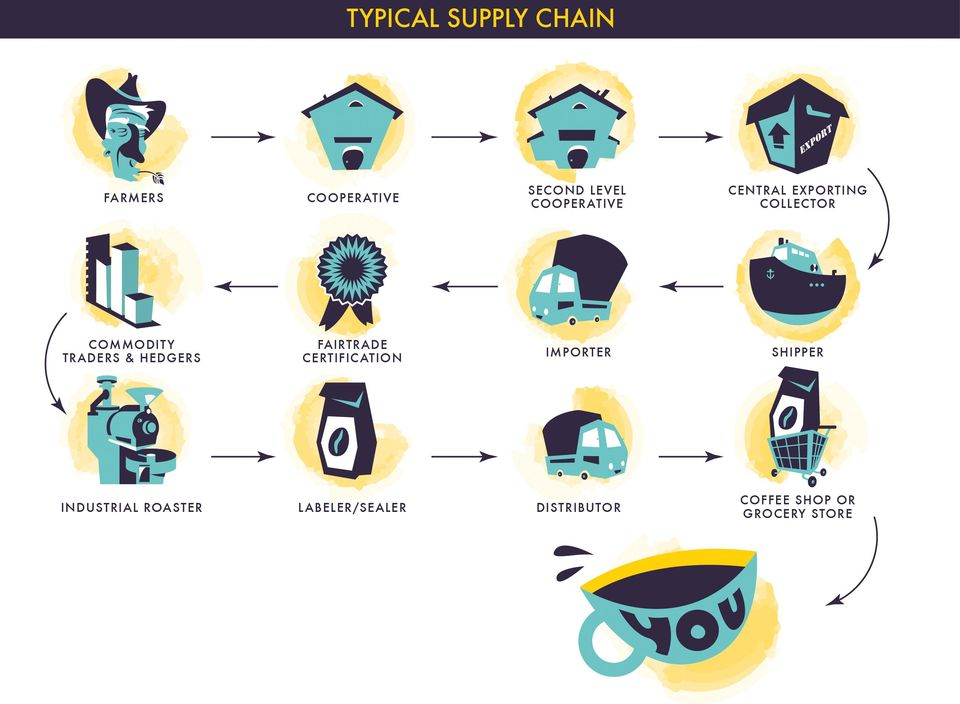 TYPICAL SUPPLY CHAIN
FARMERS
COOPERATIVE
SECOND LEVEL
COOPERATIVE
EXPORT
CENTRAL EXPORTING
COLLECTOR
COMMODITY
TRADERS & HEDGERS
FAIRTRADE
CERTIFICATION
IMPORTER
SHIPPER
INDUSTRIAL ROASTER
LABELER/SEALER
DISTRIBUTOR
COFFEE SHOP OR
GROCERY STORE
YOU